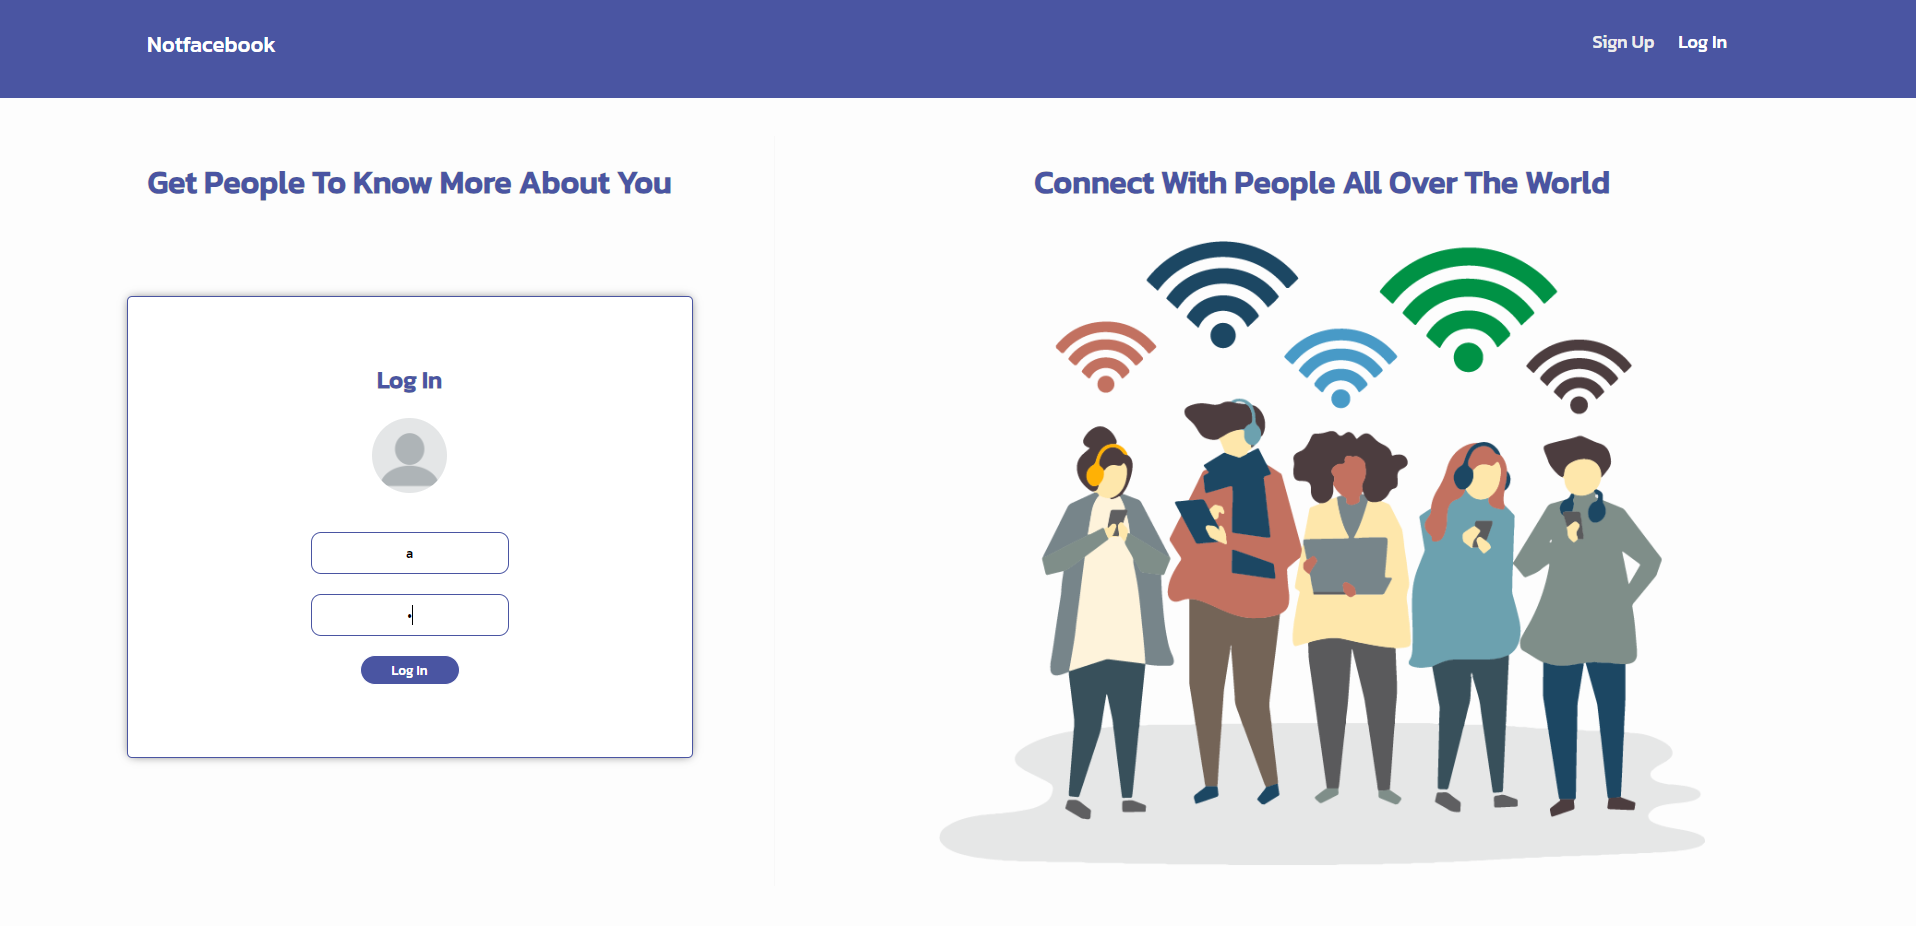 Notfacebook
Sign Up
Log In
Get People To Know More About You
Connect With People All Over The World
Log In
a
•
Log In